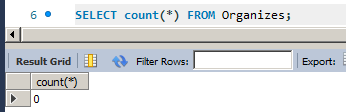 6 SELECT count(*) FROM Organizes;
Result Grid Filter Rows: Export:
count(*)
0